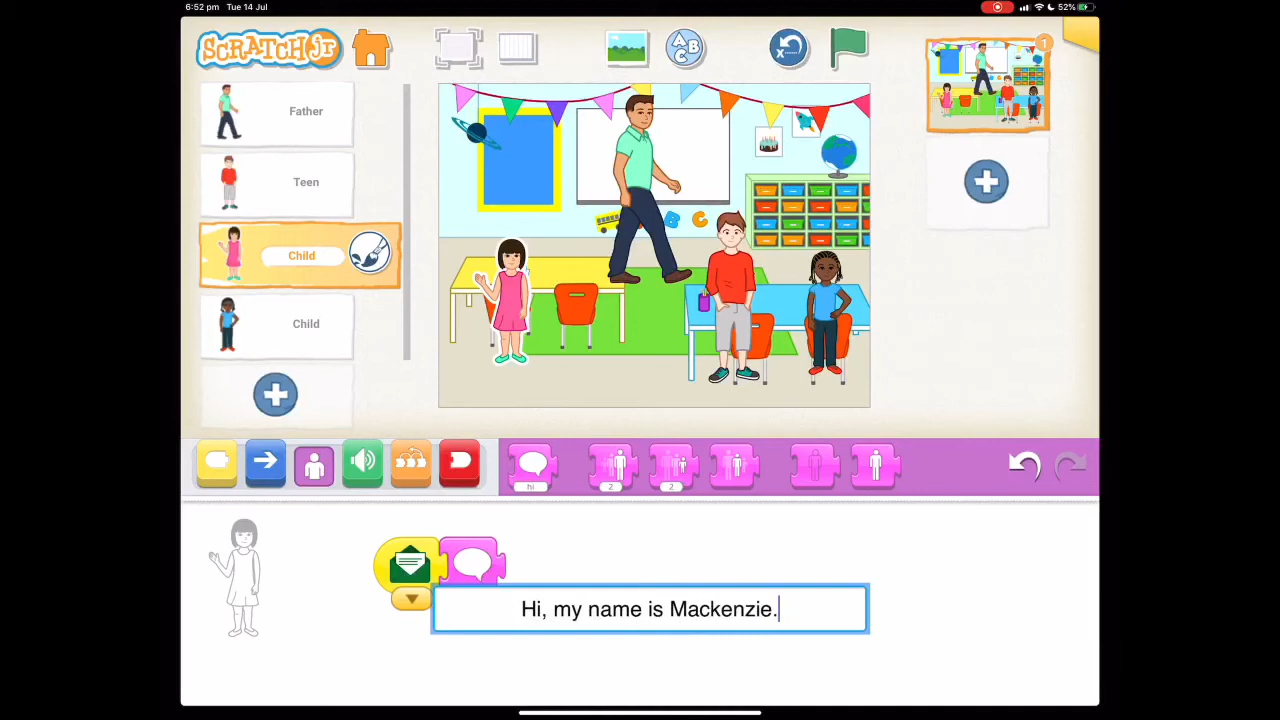 6:52 pm Tue 14 Jul
52%
SCRATCHjr
A B C
x
1
Father
Teen
Child
Child
B C
hi
2
2
Hi, my name is Mackenzie.